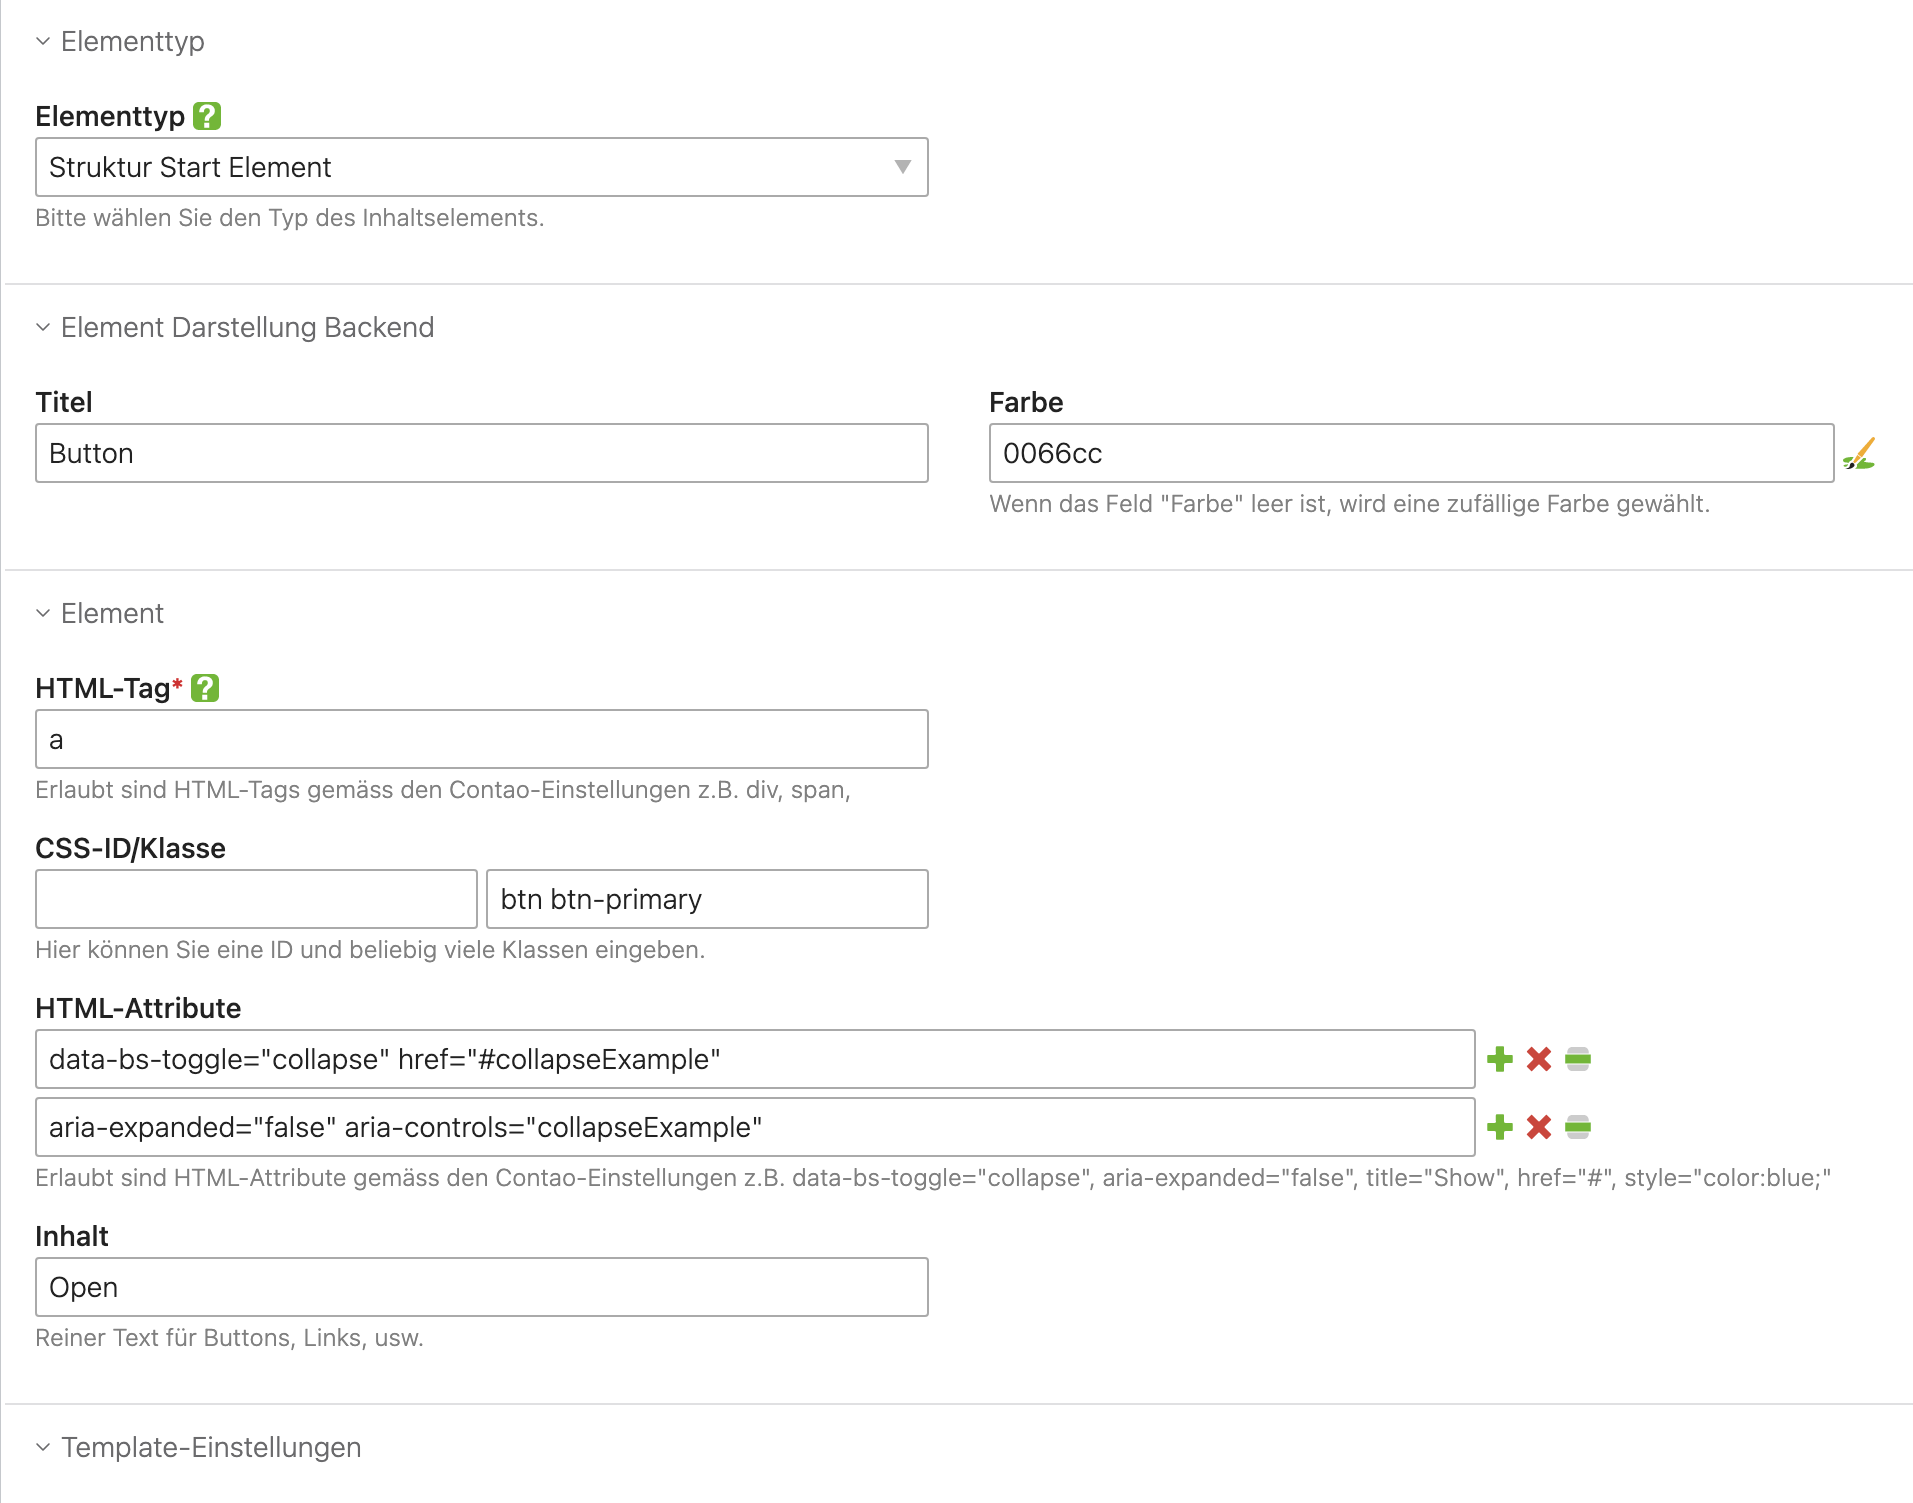 Elementtyp
Elementtyp ?
Struktur Start Element
Bitte wählen Sie den Typ des Inhaltselements.
Element Darstellung Backend
Titel
Button
Farbe
0066cc
Wenn das Feld "Farbe" leer ist, wird eine zufällige Farbe gewählt.
Element
HTML-Tag* ?
a
Erlaubt sind HTML-Tags gemäss den Contao-Einstellungen z.B. div, span,
CSS-ID/Klasse
btn btn-primary
Hier können Sie eine ID und beliebig viele Klassen eingeben.
HTML-Attribute
data-bs-toggle="collapse" href="#collapseExample"
aria-expanded="false" aria-controls="collapseExample"
Erlaubt sind HTML-Attribute gemäss den Contao-Einstellungen z.B. data-bs-toggle="collapse", aria-expanded="false", title="Show", href="#", style="color:blue;"
Inhalt
Open
Reiner Text für Buttons, Links, usw.
Template-Einstellungen